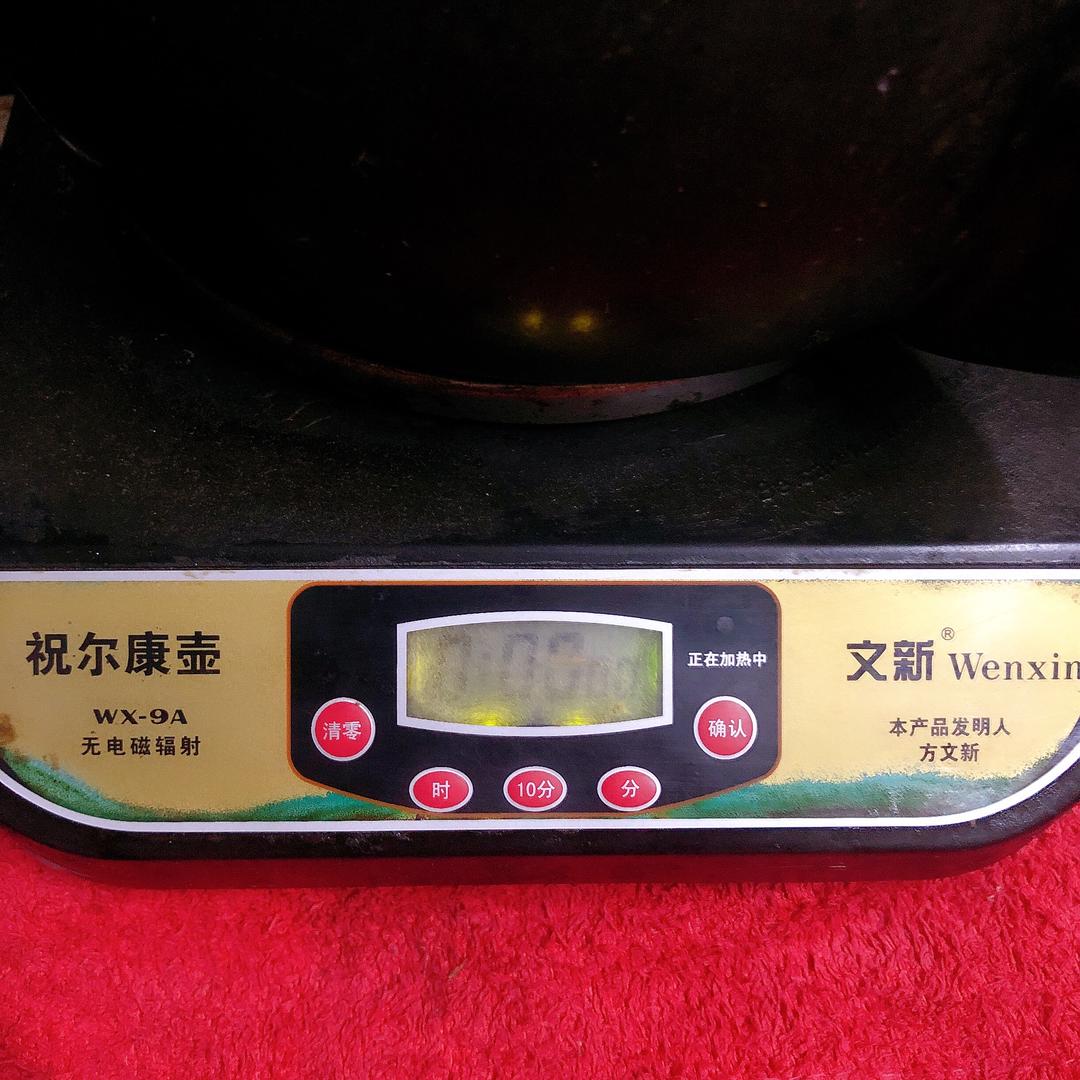 祝尔康壶
WX-9A
无电磁辐射
正在加热中
清零
确认
时
10分
分
文新® Wenxin
本产品发明人
方文新